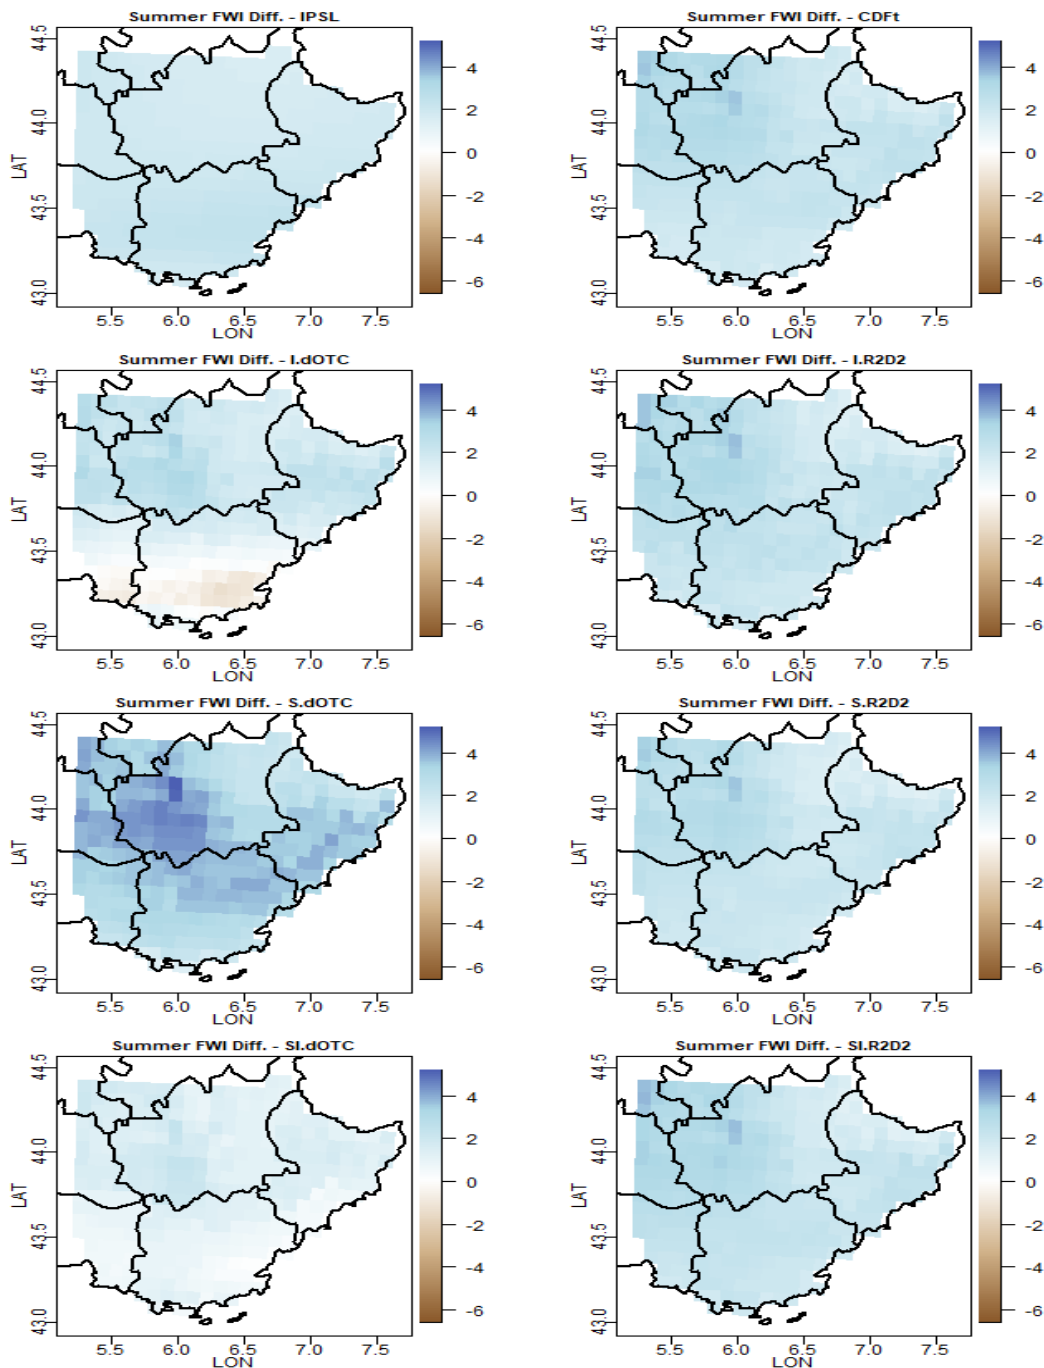 Summer FWI Diff. - IPSL
LAT
44.5
44.0
43.5
43.0
5.5 6.0 6.5 7.0 7.5
LON
4
2
0
-2
-4
-6
Summer FWI Diff. - CDFt
LAT
44.5
44.0
43.5
43.0
5.5 6.0 6.5 7.0 7.5
LON
4
2
0
-2
-4
-6
Summer FWI Diff. - I.dOTC
LAT
44.5
44.0
43.5
43.0
5.5 6.0 6.5 7.0 7.5
LON
4
2
0
-2
-4
-6
Summer FWI Diff. - I.R2D2
LAT
44.5
44.0
43.5
43.0
5.5 6.0 6.5 7.0 7.5
LON
4
2
0
-2
-4
-6
Summer FWI Diff. - S.dOTC
LAT
44.5
44.0
43.5
43.0
5.5 6.0 6.5 7.0 7.5
LON
4
2
0
-2
-4
-6
Summer FWI Diff. - S.R2D2
LAT
44.5
44.0
43.5
43.0
5.5 6.0 6.5 7.0 7.5
LON
4
2
0
-2
-4
-6
Summer FWI Diff. - SI.dOTC
LAT
44.5
44.0
43.5
43.0
5.5 6.0 6.5 7.0 7.5
LON
4
2
0
-2
-4
-6
Summer FWI Diff. - SI.R2D2
LAT
44.5
44.0
43.5
43.0
5.5 6.0 6.5 7.0 7.5
LON
4
2
0
-2
-4
-6